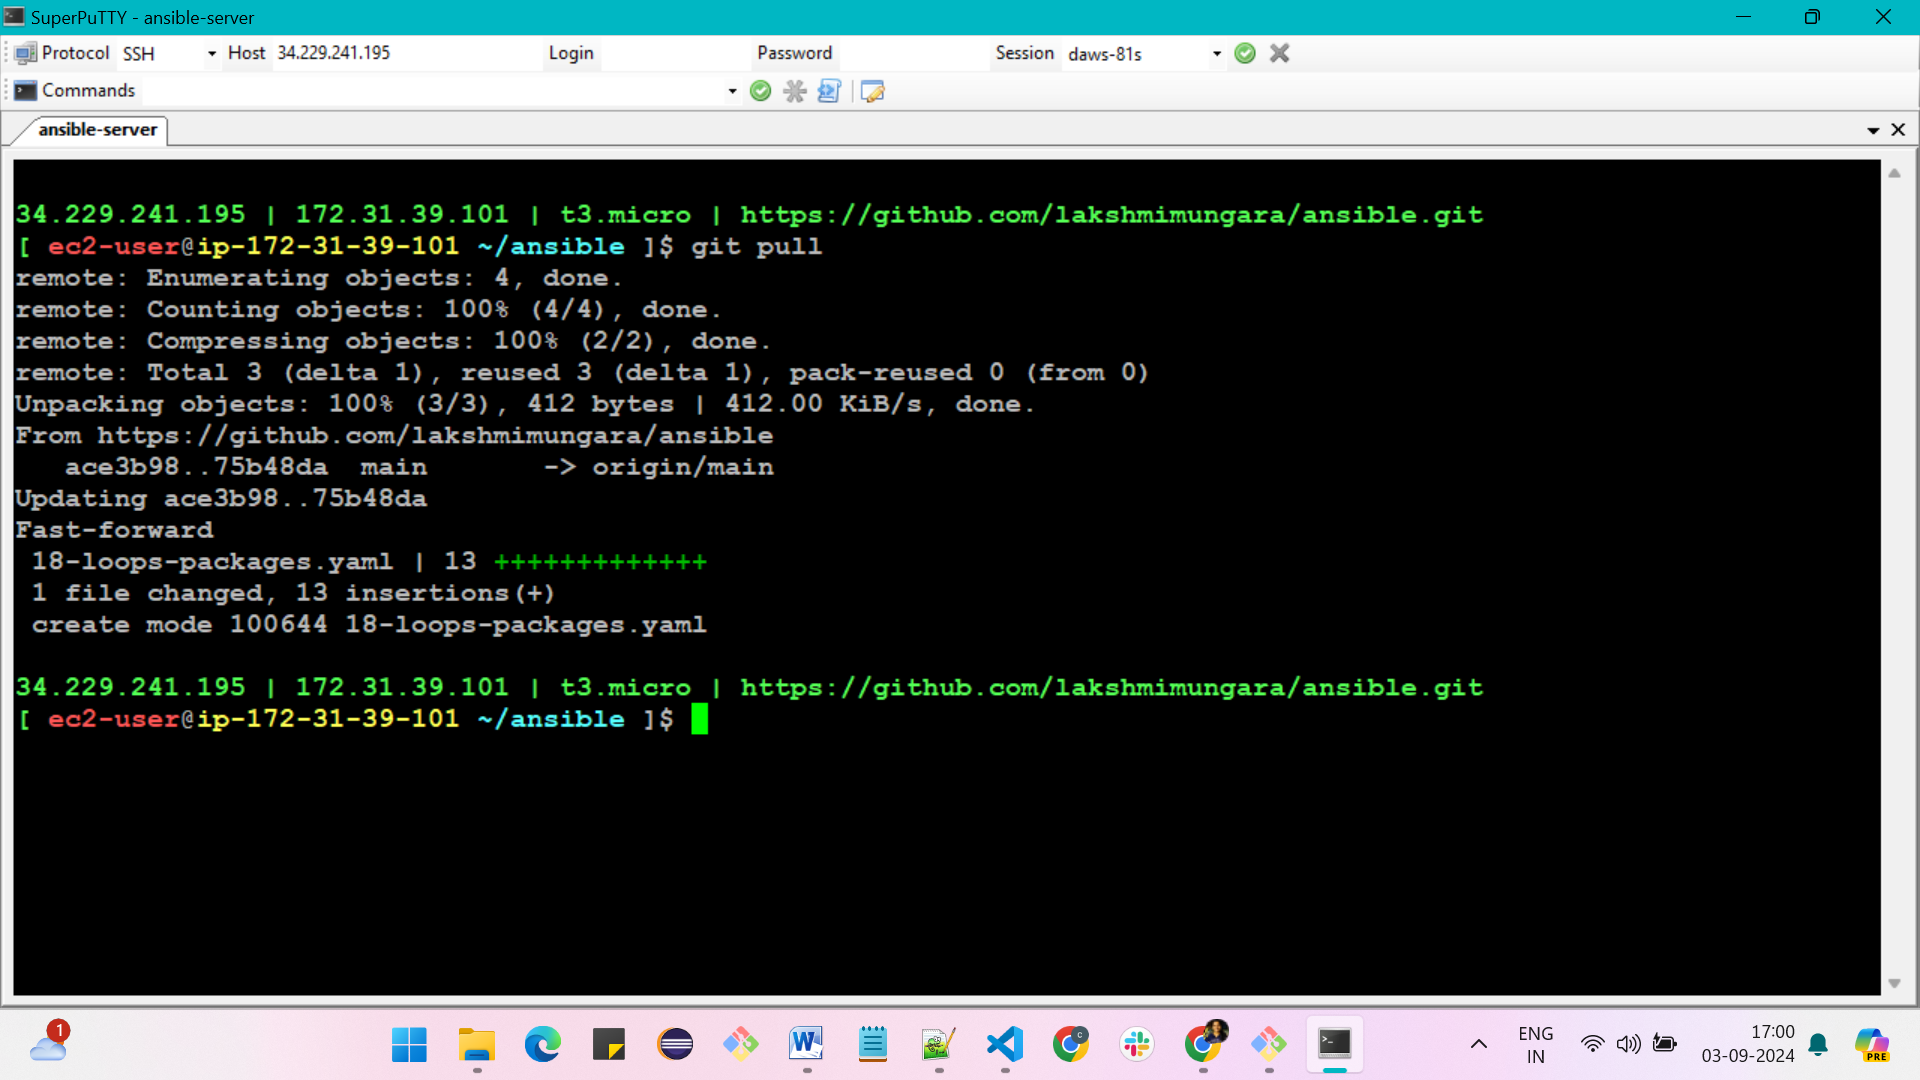 SuperPuTTY - ansible-server
Protocol SSH Host 34.229.241.195 Login Password Session daws-81s
Commands
ansible-server
34.229.241.195 | 172.31.39.101 | t3.micro | https://github.com/lakshmimungara/ansible.git
[ ec2-user@ip-172-31-39-101 ~/ansible ]$ git pull
remote: Enumerating objects: 4, done.
remote: Counting objects: 100% (4/4), done.
remote: Compressing objects: 100% (2/2), done.
remote: Total 3 (delta 1), reused 3 (delta 1), pack-reused 0 (from 0)
Unpacking objects: 100% (3/3), 412 bytes | 412.00 KiB/s, done.
From https://github.com/lakshmimungara/ansible
   ace3b98..75b48da  main       -> origin/main
Updating ace3b98..75b48da
Fast-forward
 18-loops-packages.yaml | 13 +++++++++++++
 1 file changed, 13 insertions(+)
 create mode 100644 18-loops-packages.yaml
34.229.241.195 | 172.31.39.101 | t3.micro | https://github.com/lakshmimungara/ansible.git
[ ec2-user@ip-172-31-39-101 ~/ansible ]$
1
ENG
IN
17:00
03-09-2024
PRE